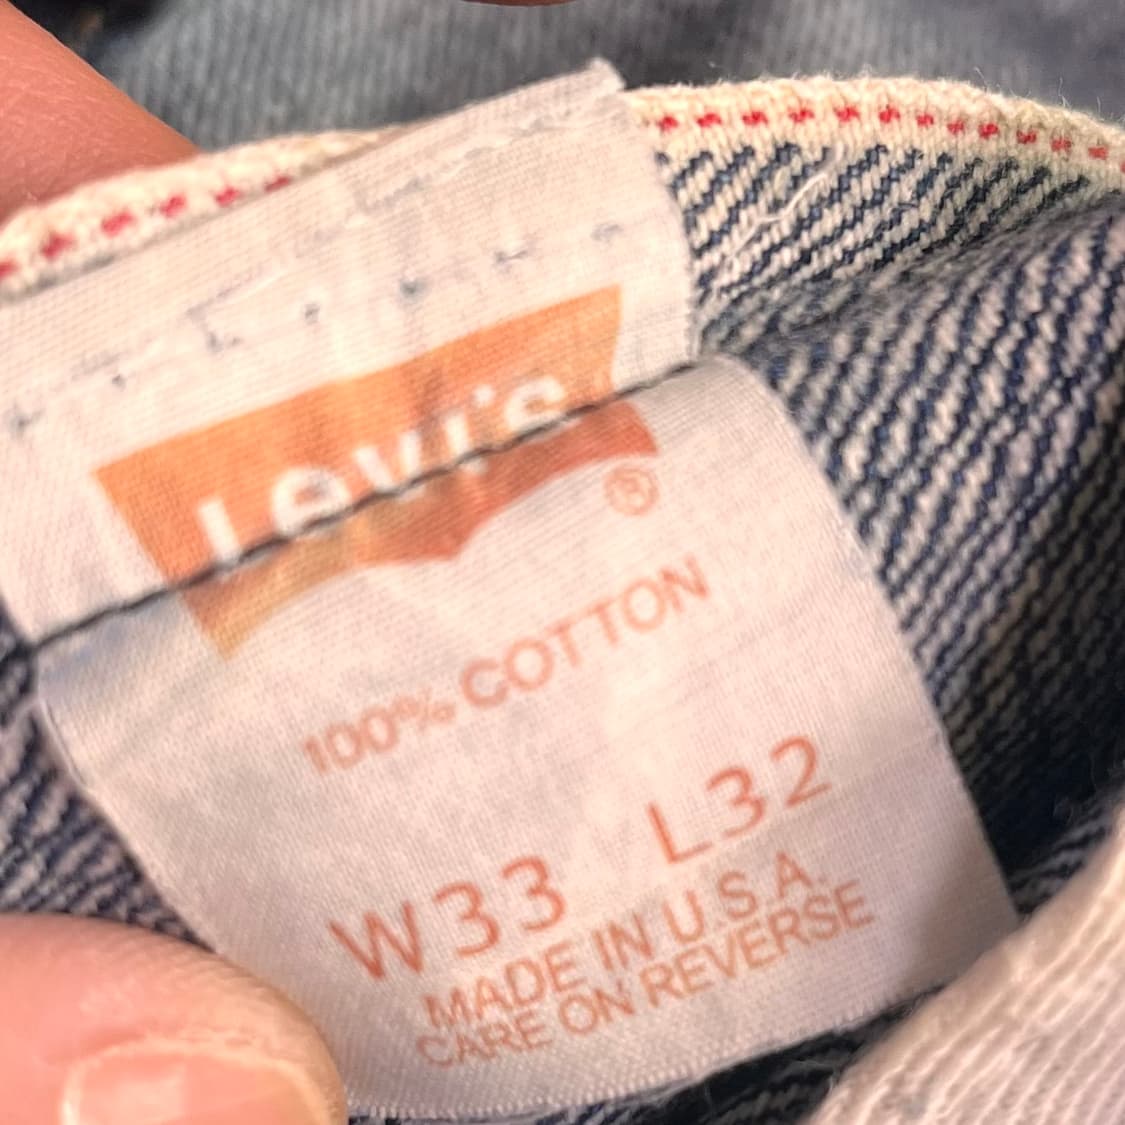 Levi's
®
100% COTTON
W33 L32
MADE IN U.S.A.
CARE ON REVERSE